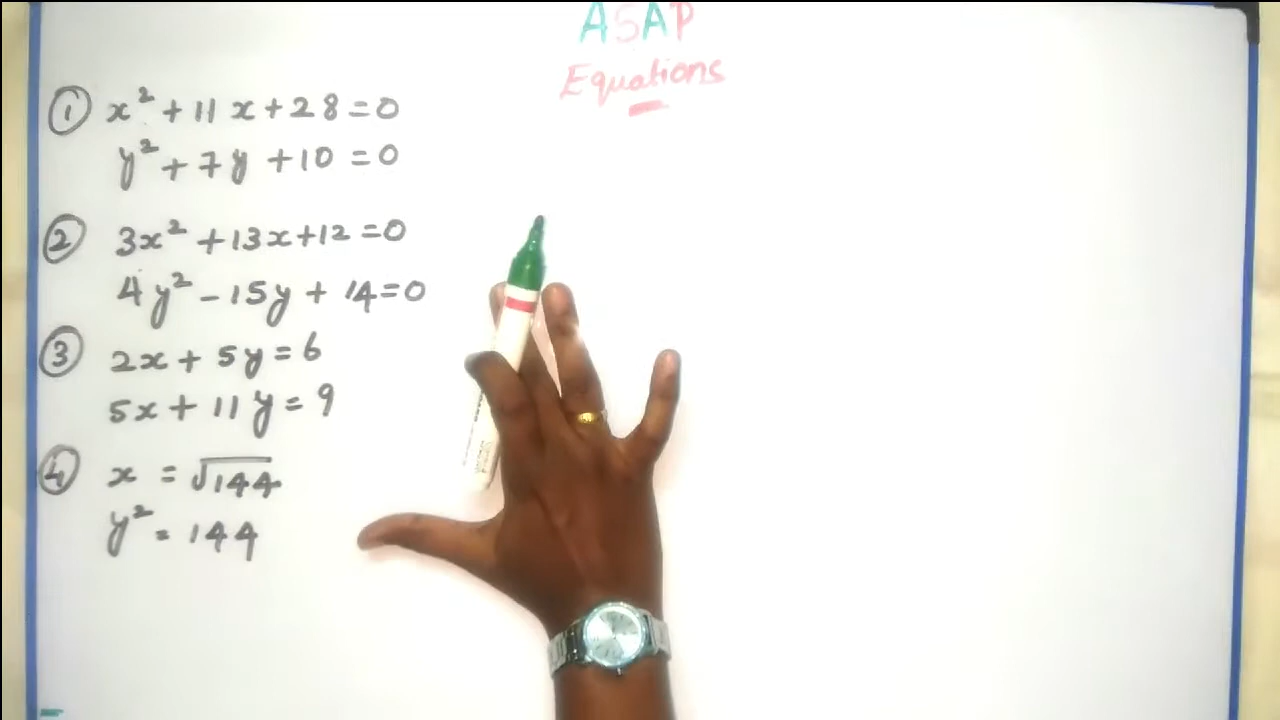 ASAP
Equations
① x² + 11x + 28 = 0
y² + 7y + 10 = 0
② 3x² + 13x + 12 = 0
4y² - 15y + 14 = 0
③ 2x + 5y = 6
5x + 11y = 9
④ x = √144
y² = 144